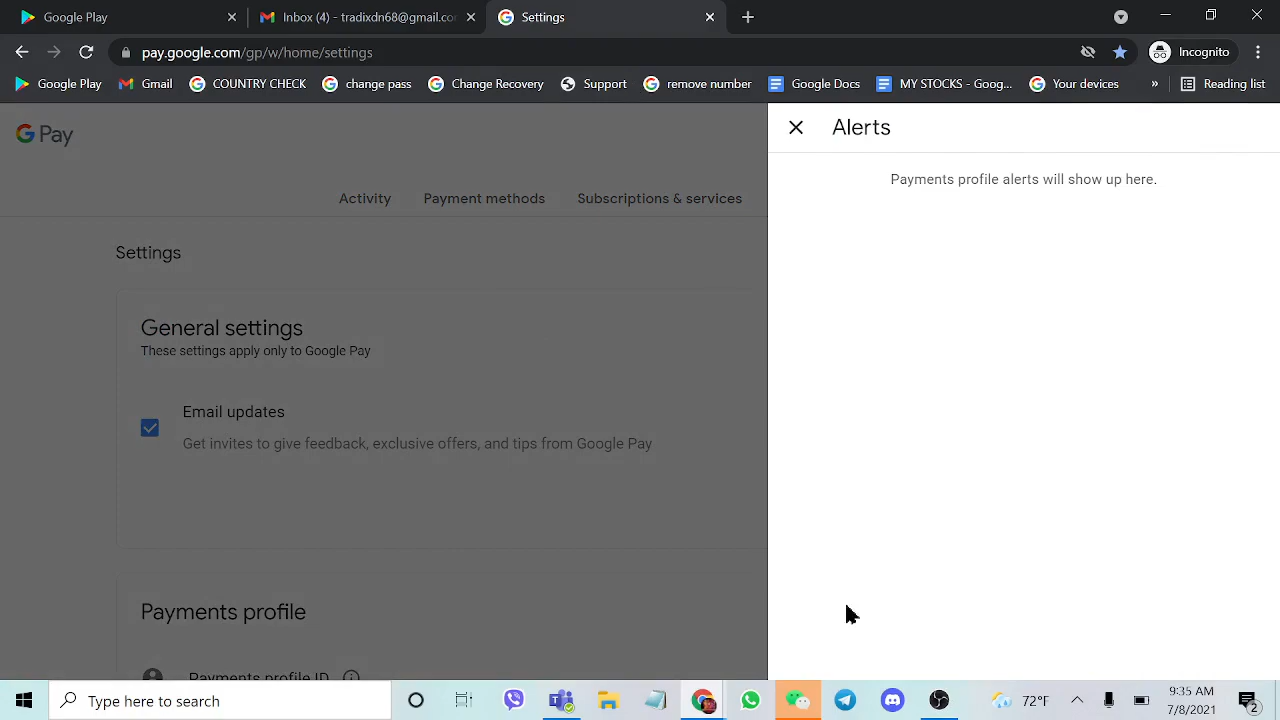 Google Play
Inbox (4) - tradixdn68@gmail.co
Settings
pay.google.com/gp/w/home/settings
Incognito
Google Play
Gmail
COUNTRY CHECK
change pass
Change Recovery
Support
remove number
Google Docs
MY STOCKS - Goog...
Your devices
»
Reading list
G Pay
Alerts
Payments profile alerts will show up here.
Activity
Payment methods
Subscriptions & services
Settings
General settings
These settings apply only to Google Pay
Email updates
Get invites to give feedback, exclusive offers, and tips from Google Pay
Payments profile
Payments profile ID
Type here to search
72°F
9:35 AM
7/8/2021
2